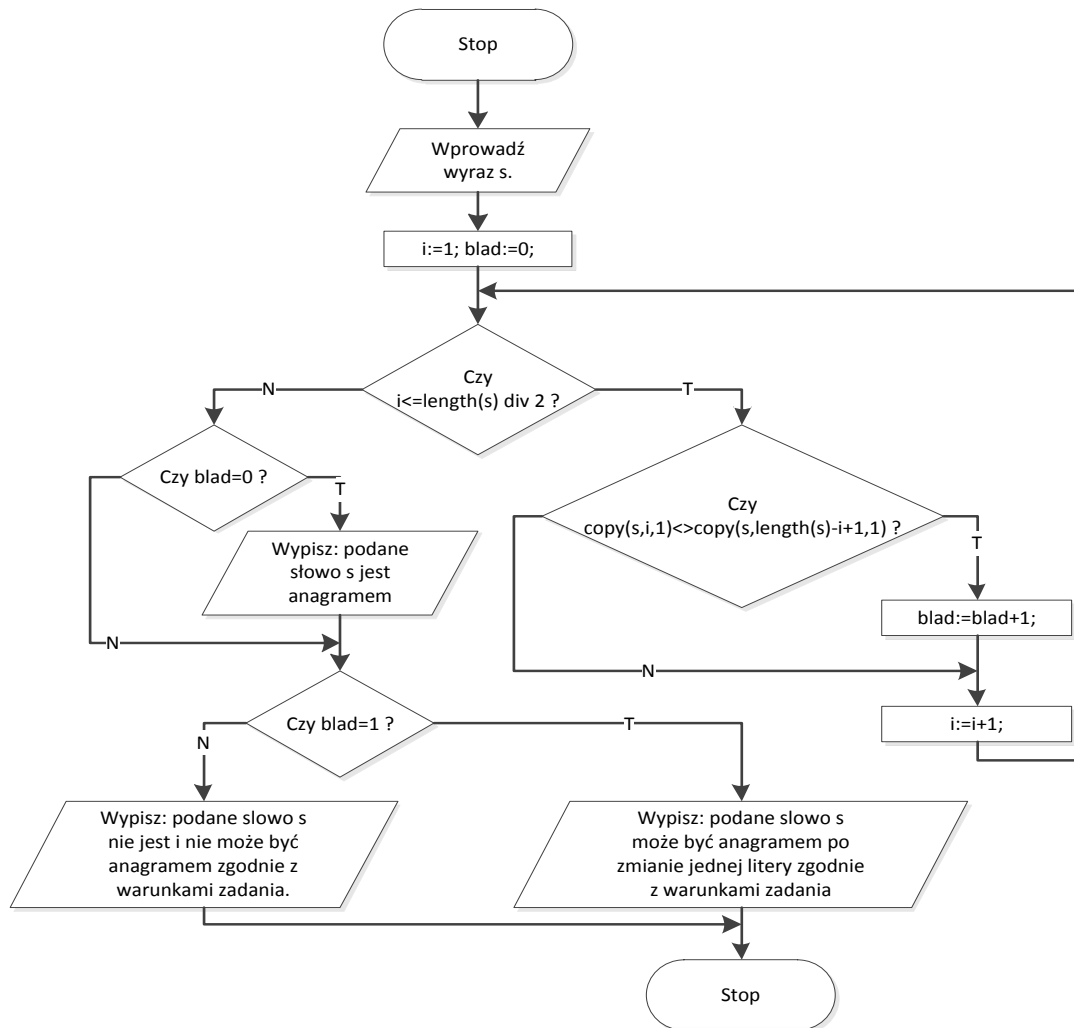 Stop
Wprowadź
wyraz s.
i:=1; blad:=0;
Czy
i<=length(s) div 2 ?
N
T
Czy blad=0 ?
T
Wypisz: podane
słowo s jest
anagramem
N
Czy
copy(s,i,1)<>copy(s,length(s)-i+1,1) ?
T
blad:=blad+1;
N
i:=i+1;
Czy blad=1 ?
N
T
Wypisz: podane slowo s
nie jest i nie może być
anagramem zgodnie z
warunkami zadania.
Wypisz: podane slowo s
może być anagramem po
zmianie jednej litery zgodnie
z warunkami zadania
Stop